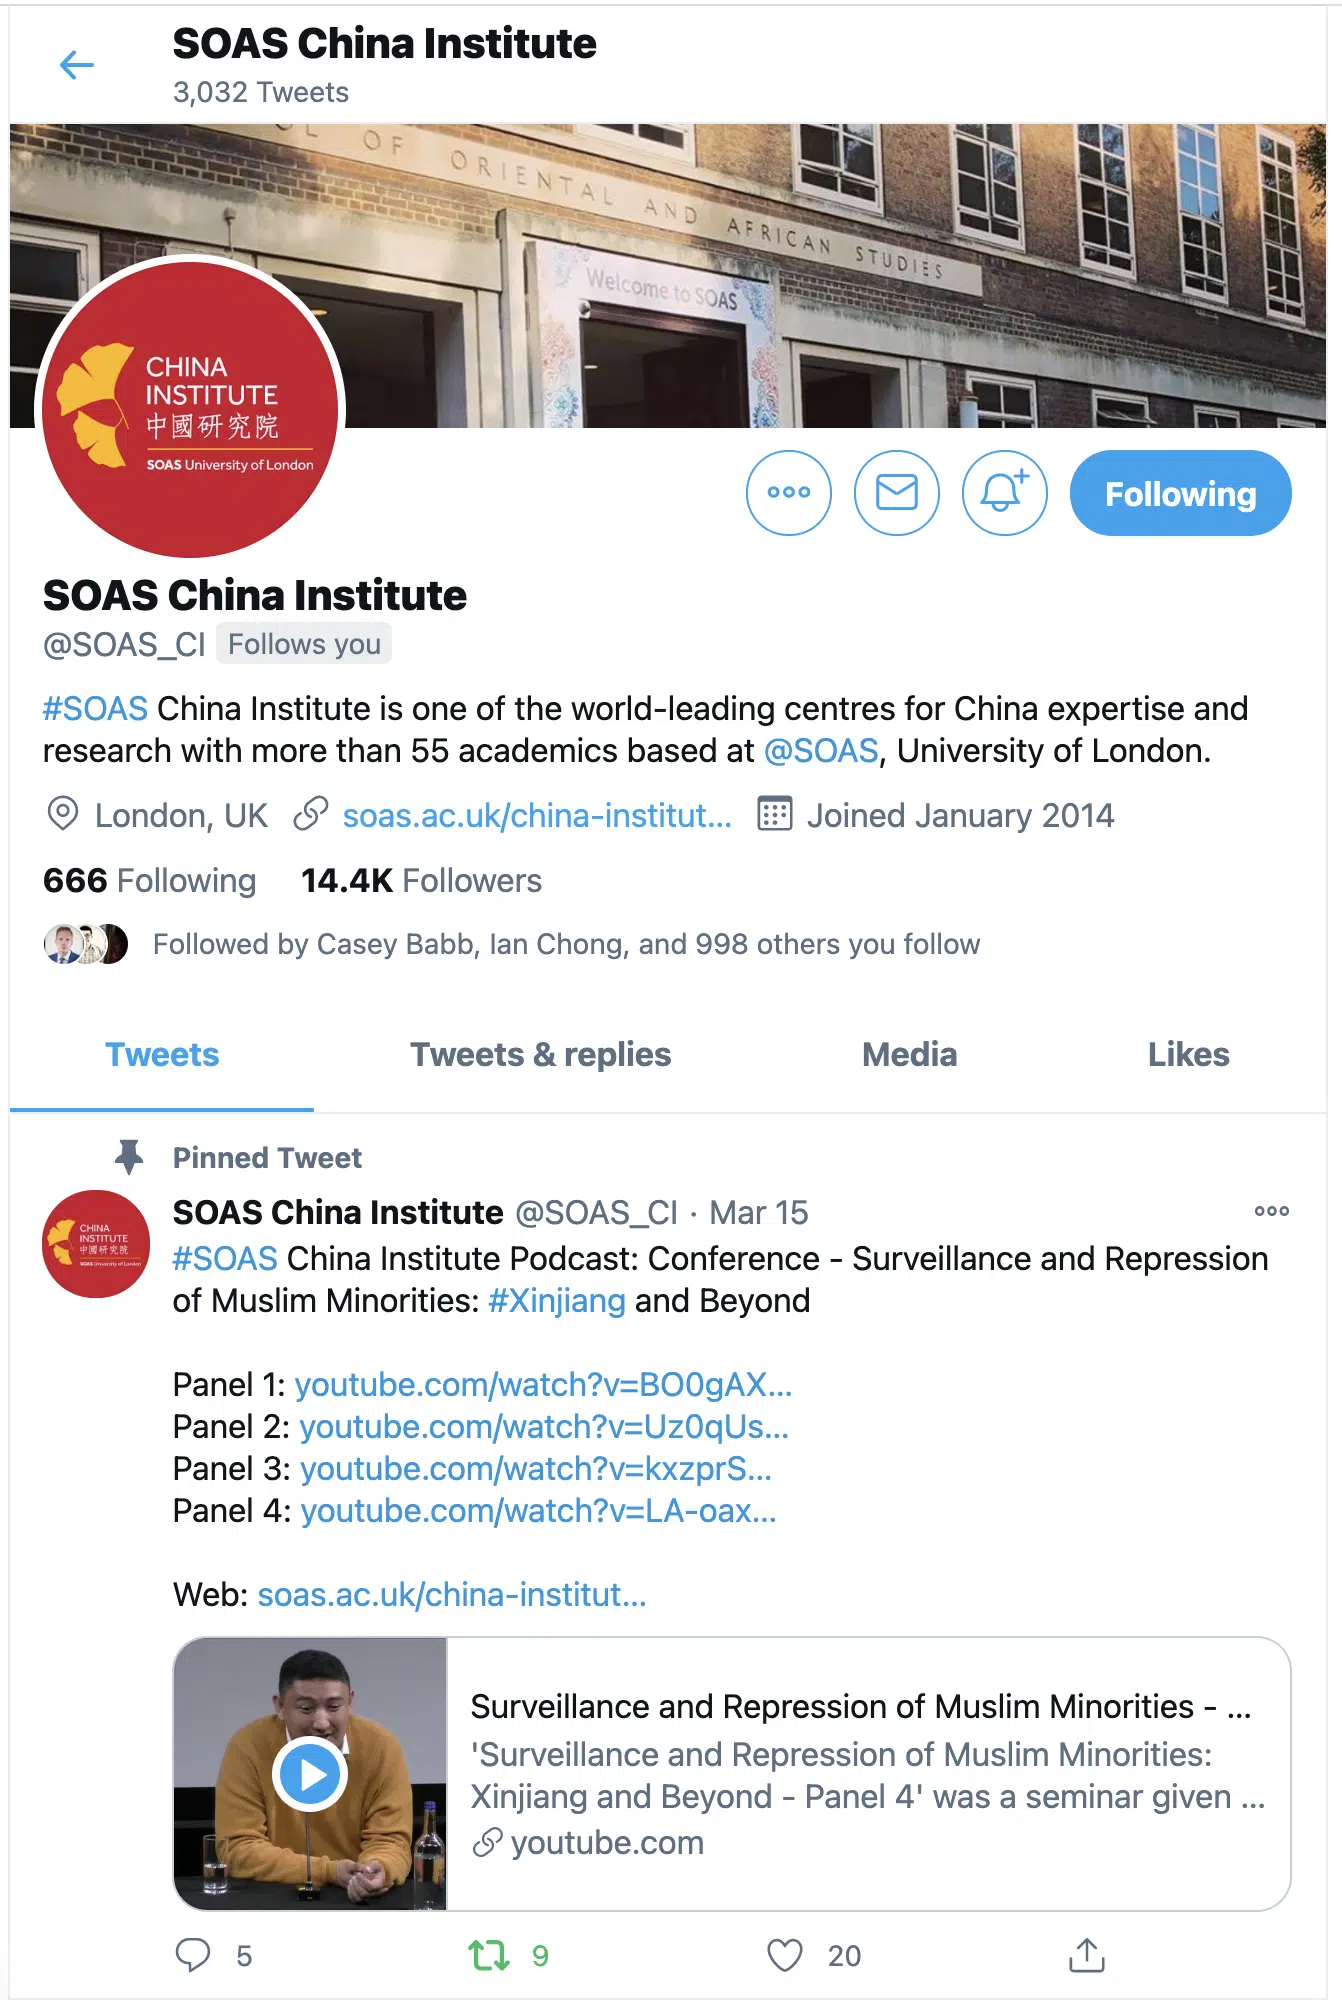 SOAS China Institute
3,032 Tweets
OL OF ORIENTAL AND AFRICAN STUDIES
Welcome to SOAS
CHINA
INSTITUTE
中國研究院
SOAS University of London
Following
SOAS China Institute
@SOAS_CI Follows you
#SOAS China Institute is one of the world-leading centres for China expertise and
research with more than 55 academics based at @SOAS, University of London.
London, UK soas.ac.uk/china-institut... Joined January 2014
666 Following 14.4K Followers
Followed by Casey Babb, Ian Chong, and 998 others you follow
Tweets Tweets & replies Media Likes
Pinned Tweet
SOAS China Institute @SOAS_CI · Mar 15
CHINA
INSTITUTE
中國研究院
SOAS University of London
#SOAS China Institute Podcast: Conference - Surveillance and Repression
of Muslim Minorities: #Xinjiang and Beyond
Panel 1: youtube.com/watch?v=BO0gAX...
Panel 2: youtube.com/watch?v=Uz0qUs...
Panel 3: youtube.com/watch?v=kxzprS...
Panel 4: youtube.com/watch?v=LA-oax...
Web: soas.ac.uk/china-institut...
Surveillance and Repression of Muslim Minorities - ...
'Surveillance and Repression of Muslim Minorities:
Xinjiang and Beyond - Panel 4' was a seminar given ...
youtube.com
5 9 20